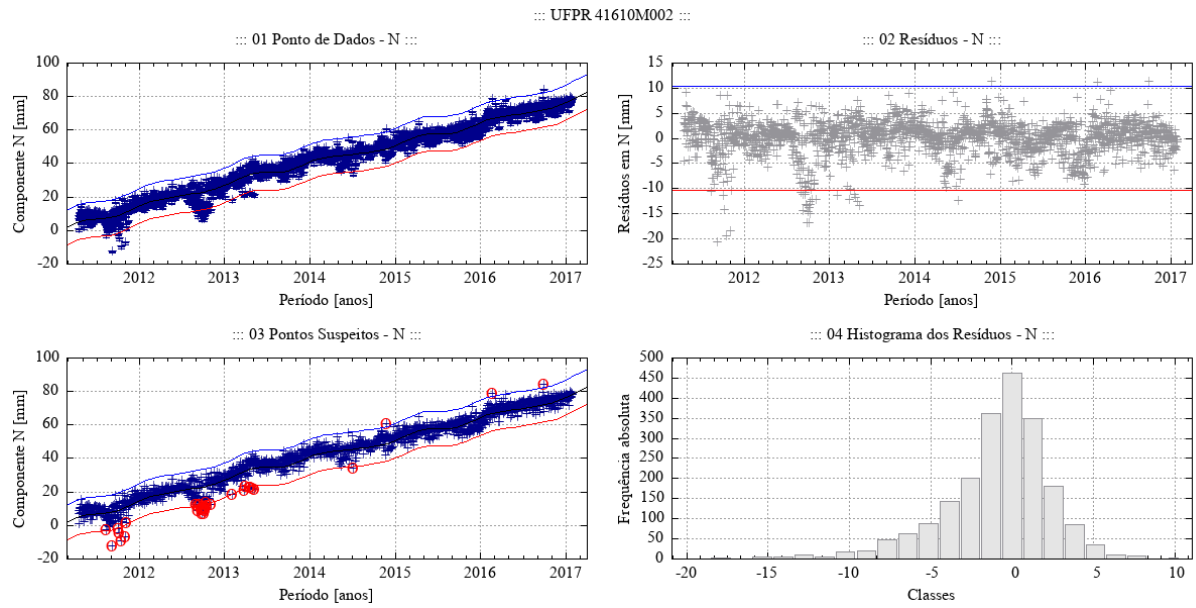 ::: UFPR 41610M002 :::
::: 01 Ponto de Dados - N :::
Componente N [mm]
100
80
60
40
20
0
-20
2012 2013 2014 2015 2016 2017
Período [anos]
::: 02 Resíduos - N :::
Resíduos em N [mm]
15
10
5
0
-5
-10
-15
-20
-25
2012 2013 2014 2015 2016 2017
Período [anos]
::: 03 Pontos Suspeitos - N :::
Componente N [mm]
100
80
60
40
20
0
-20
2012 2013 2014 2015 2016 2017
Período [anos]
::: 04 Histograma dos Resíduos - N :::
Frequência absoluta
500
450
400
350
300
250
200
150
100
50
0
-20 -15 -10 -5 0 5 10
Classes